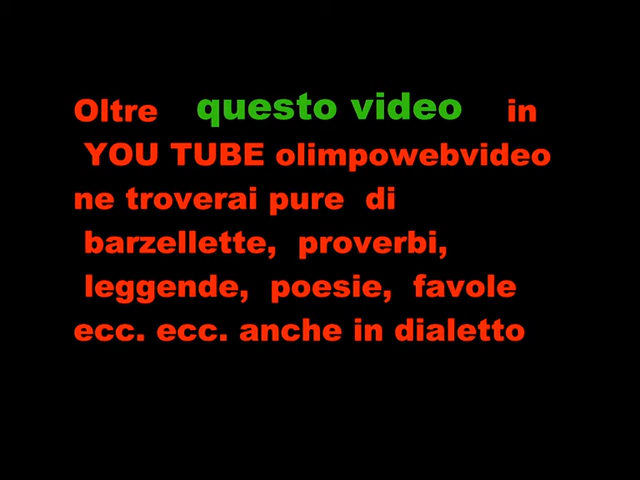 Oltre questo video in
YOU TUBE olimpowebvideo
ne troverai pure di
barzellette, proverbi,
leggende, poesie, favole
ecc. ecc. anche in dialetto